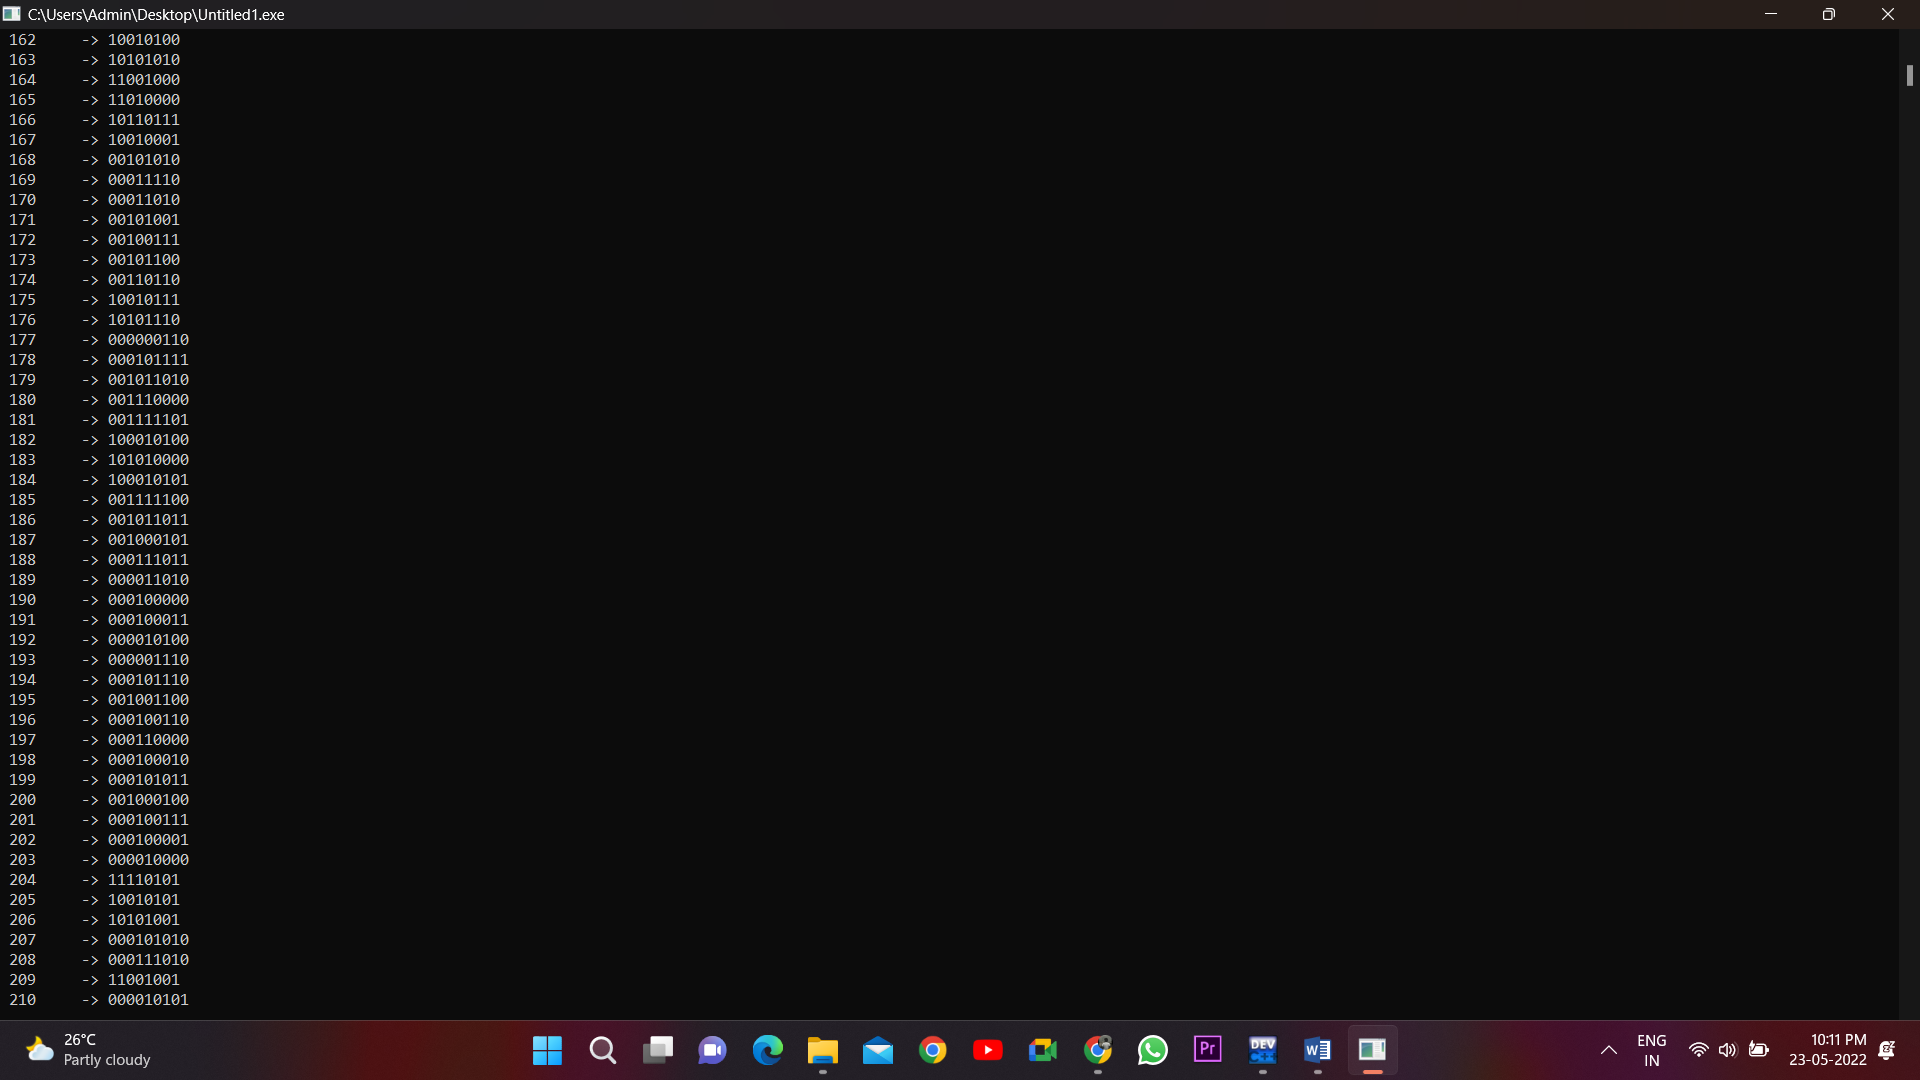 C:\Users\Admin\Desktop\Untitled1.exe
162 -> 10010100
163 -> 10101010
164 -> 11001000
165 -> 11010000
166 -> 10110111
167 -> 10010001
168 -> 00101010
169 -> 00011110
170 -> 00011010
171 -> 00101001
172 -> 00100111
173 -> 00101100
174 -> 00110110
175 -> 10010111
176 -> 10101110
177 -> 000000110
178 -> 000101111
179 -> 001011010
180 -> 001110000
181 -> 001111101
182 -> 100010100
183 -> 101010000
184 -> 100010101
185 -> 001111100
186 -> 001011011
187 -> 001000101
188 -> 000111011
189 -> 000011010
190 -> 000100000
191 -> 000100011
192 -> 000010100
193 -> 000001110
194 -> 000101110
195 -> 001001100
196 -> 000100110
197 -> 000110000
198 -> 000100010
199 -> 000101011
200 -> 001000100
201 -> 000100111
202 -> 000100001
203 -> 000010000
204 -> 11110101
205 -> 10010101
206 -> 10101001
207 -> 000101010
208 -> 000111010
209 -> 11001001
210 -> 000010101
26°C
Partly cloudy
Pr
DEV
C++
W
ENG
IN
10:11 PM
23-05-2022